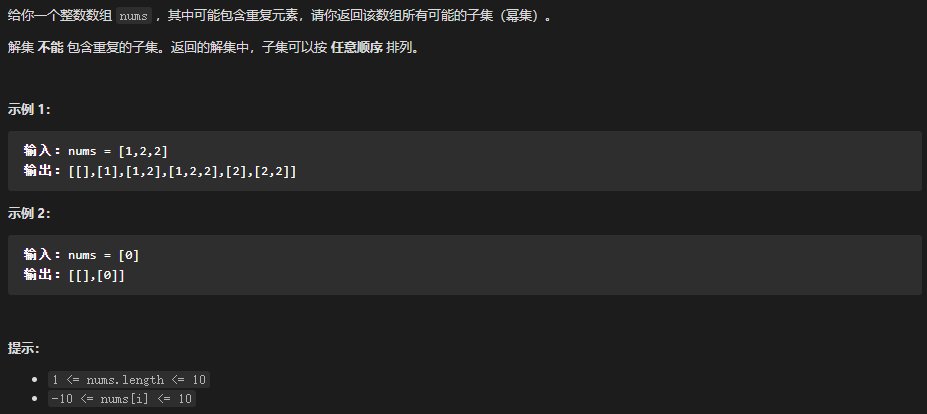 给你一个整数数组 nums ，其中可能包含重复元素，请你返回该数组所有可能的子集（幂集）。
解集 不能 包含重复的子集。返回的解集中，子集可以按 任意顺序 排列。
示例 1：
输入：nums = [1,2,2]
输出：[[],[1],[1,2],[1,2,2],[2],[2,2]]
示例 2：
输入：nums = [0]
输出：[[],[0]]
提示：
1 <= nums.length <= 10
-10 <= nums[i] <= 10